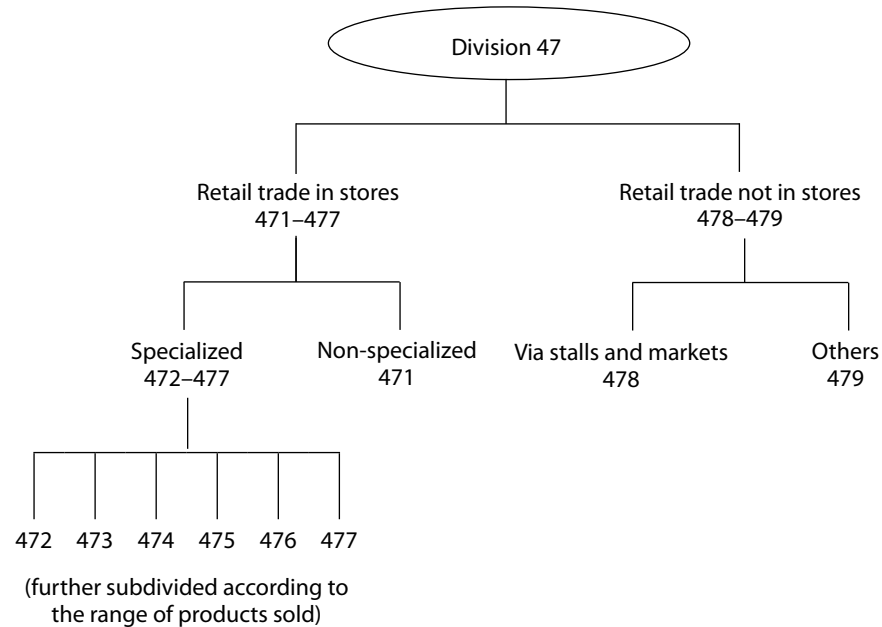 Division 47
Retail trade in stores
471–477
Retail trade not in stores
478–479
Specialized
472–477
Non-specialized
471
Via stalls and markets
478
Others
479
472 473 474 475 476 477
(further subdivided according to
the range of products sold)